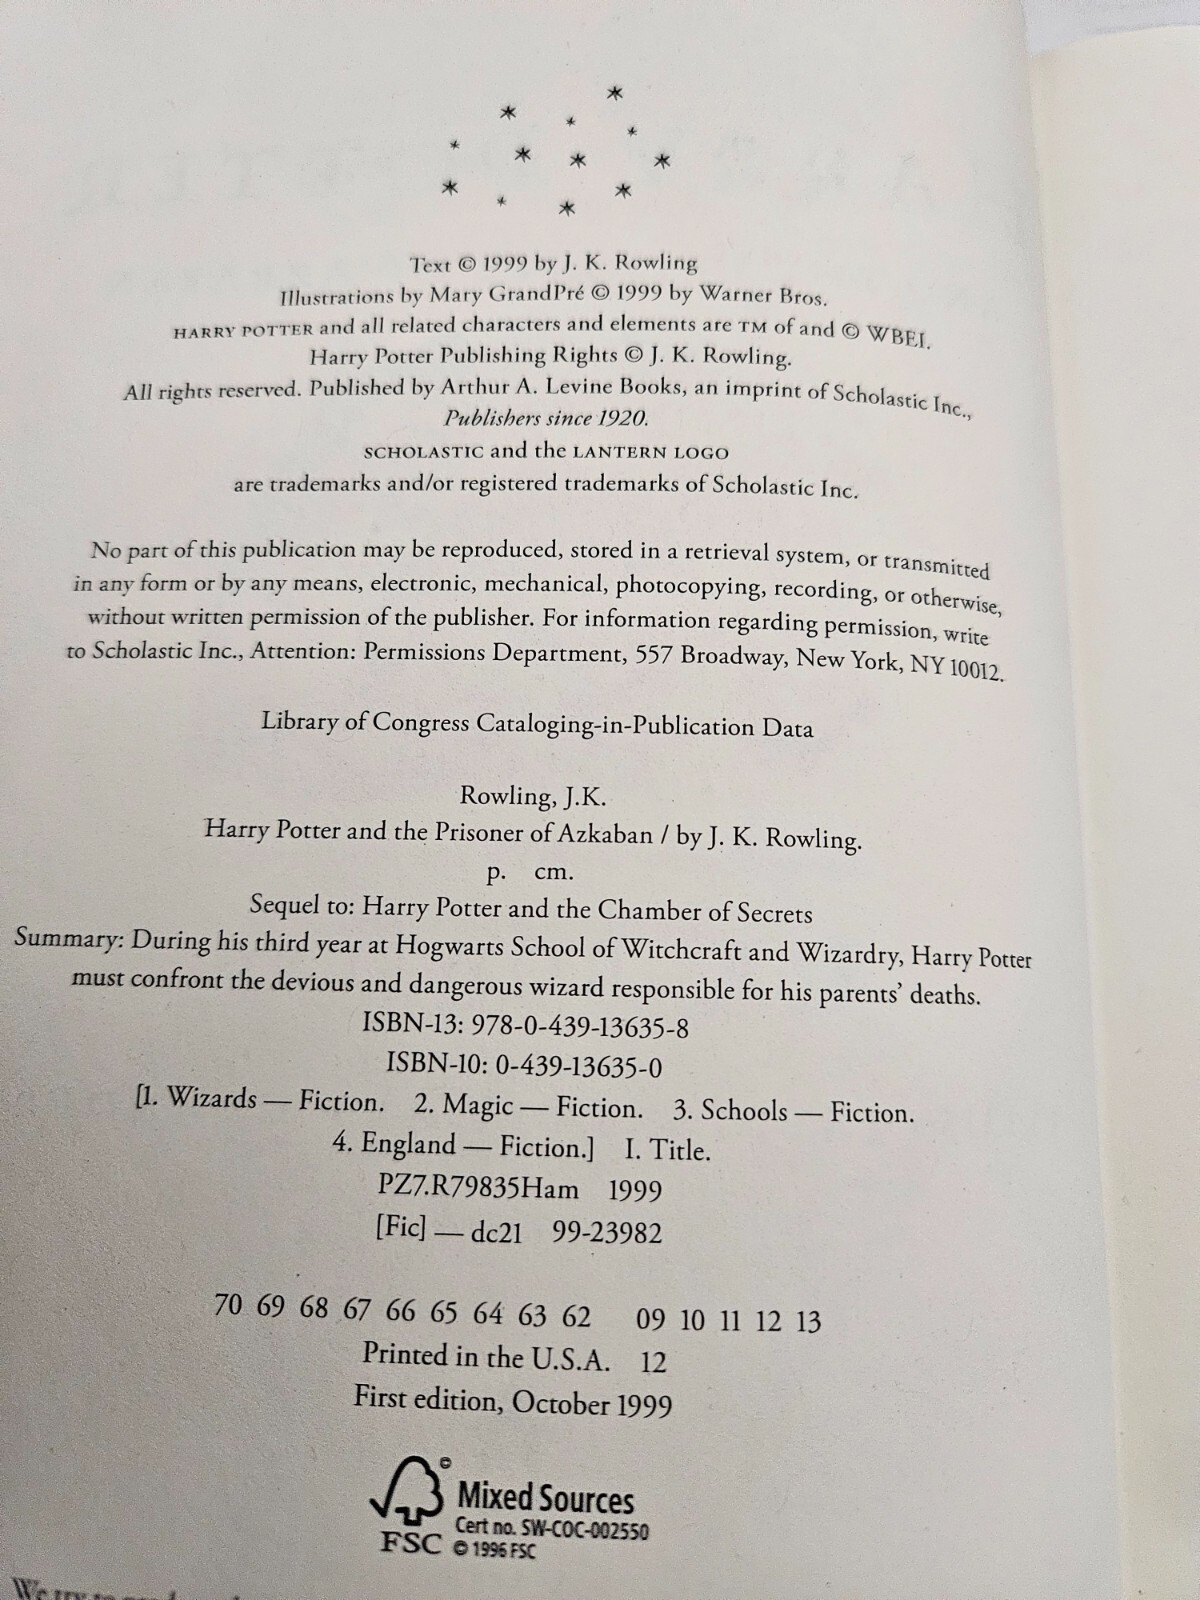 Text © 1999 by J. K. Rowling
Illustrations by Mary GrandPré © 1999 by Warner Bros.
HARRY POTTER and all related characters and elements are TM of and © WBEI.
Harry Potter Publishing Rights © J. K. Rowling.
All rights reserved. Published by Arthur A. Levine Books, an imprint of Scholastic Inc.,
Publishers since 1920.
SCHOLASTIC and the LANTERN LOGO
are trademarks and/or registered trademarks of Scholastic Inc.
No part of this publication may be reproduced, stored in a retrieval system, or transmitted
in any form or by any means, electronic, mechanical, photocopying, recording, or otherwise,
without written permission of the publisher. For information regarding permission, write
to Scholastic Inc., Attention: Permissions Department, 557 Broadway, New York, NY 10012.
Library of Congress Cataloging-in-Publication Data
Rowling, J.K.
Harry Potter and the Prisoner of Azkaban / by J. K. Rowling.
p. cm.
Sequel to: Harry Potter and the Chamber of Secrets
Summary: During his third year at Hogwarts School of Witchcraft and Wizardry, Harry Potter
must confront the devious and dangerous wizard responsible for his parents' deaths.
ISBN-13: 978-0-439-13635-8
ISBN-10: 0-439-13635-0
[1. Wizards — Fiction. 2. Magic — Fiction. 3. Schools — Fiction.
4. England — Fiction.] I. Title.
PZ7.R79835Ham 1999
[Fic] — dc21 99-23982
70 69 68 67 66 65 64 63 62 09 10 11 12 13
Printed in the U.S.A. 12
First edition, October 1999
©
Mixed Sources
Cert no. SW-COC-002550
FSC © 1996 FSC
We try to